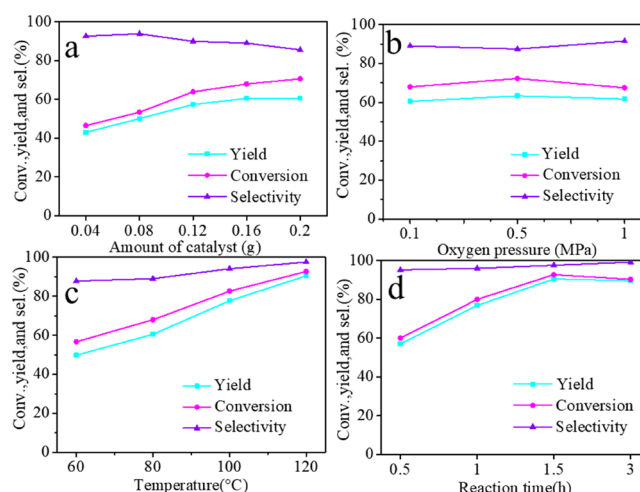 a
Conv.,yield,and sel.(%)
100
80
60
40
20
0
Yield
Conversion
Selectivity
0.04 0.08 0.12 0.16 0.2
Amount of catalyst (g)
b
Conv.,yield,and sel.(%)
100
80
60
40
20
0
Yield
Conversion
Selectivity
0.1 0.5 1
Oxygen pressure (MPa)
c
Conv.,yield,and sel.(%)
100
80
60
40
20
0
Yield
Conversion
Selectivity
60 80 100 120
Temperature(°C)
d
Conv.,yield,and sel.(%)
100
80
60
40
20
0
Yield
Conversion
Selectivity
0.5 1 1.5 3
Reaction time(h)